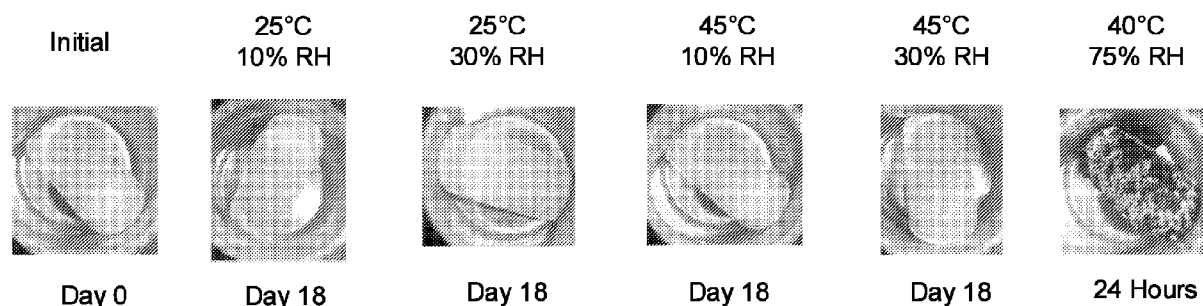 Initial
25°C
10% RH
25°C
30% RH
45°C
10% RH
45°C
30% RH
40°C
75% RH
Day 0
Day 18
Day 18
Day 18
Day 18
24 Hours